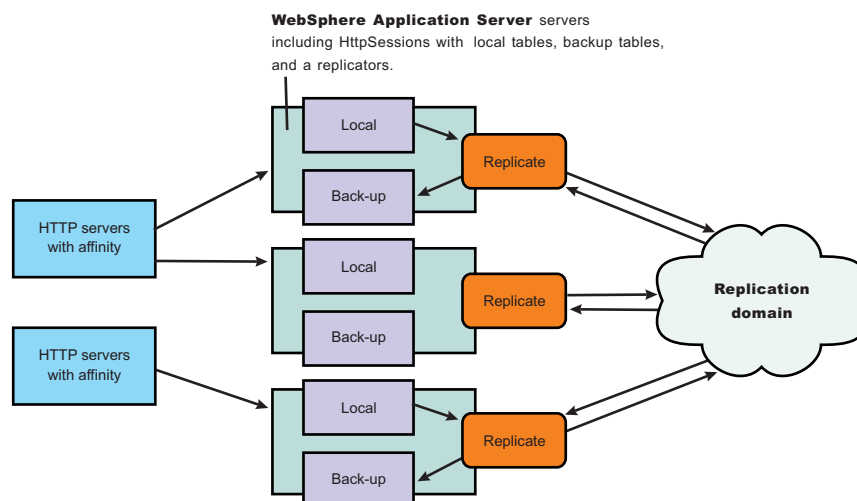 WebSphere Application Server servers
including HttpSessions with local tables, backup tables,
and a replicators.
Local
Replicate
Back-up
HTTP servers
with affinity
Local
Replicate
Back-up
Replication
domain
HTTP servers
with affinity
Local
Replicate
Back-up